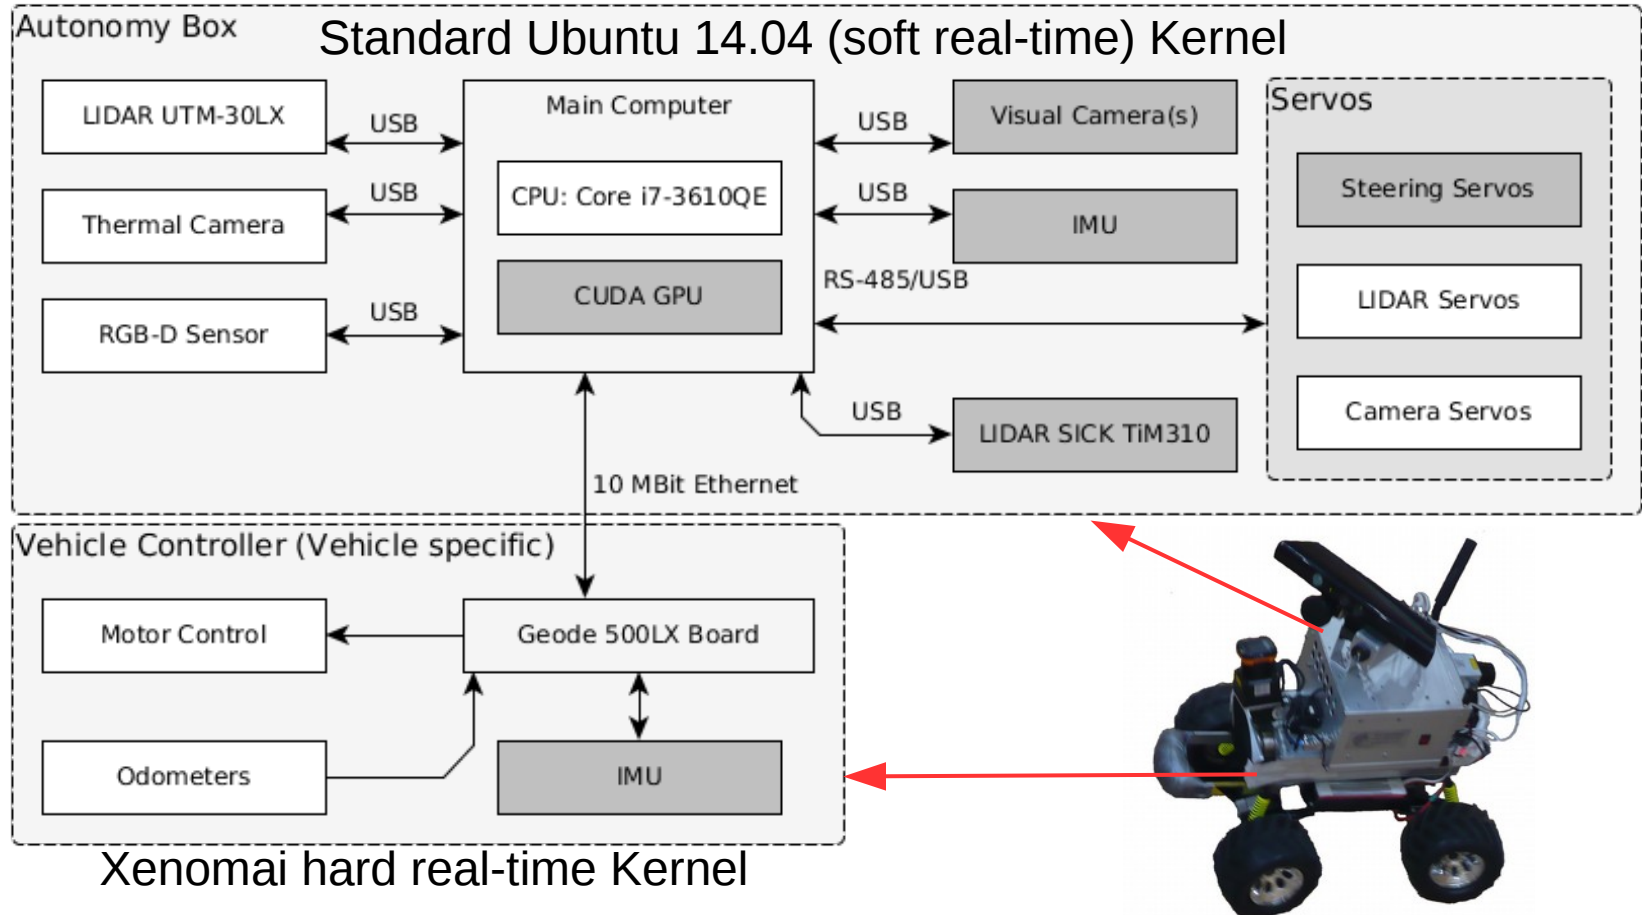 Autonomy Box
Standard Ubuntu 14.04 (soft real-time) Kernel
LIDAR UTM-30LX
USB
Thermal Camera
USB
RGB-D Sensor
USB
Main Computer
CPU: Core i7-3610QE
CUDA GPU
USB
Visual Camera(s)
USB
IMU
RS-485/USB
USB
LIDAR SICK TiM310
Servos
Steering Servos
LIDAR Servos
Camera Servos
10 MBit Ethernet
Vehicle Controller (Vehicle specific)
Motor Control
Geode 500LX Board
Odometers
IMU
Xenomai hard real-time Kernel